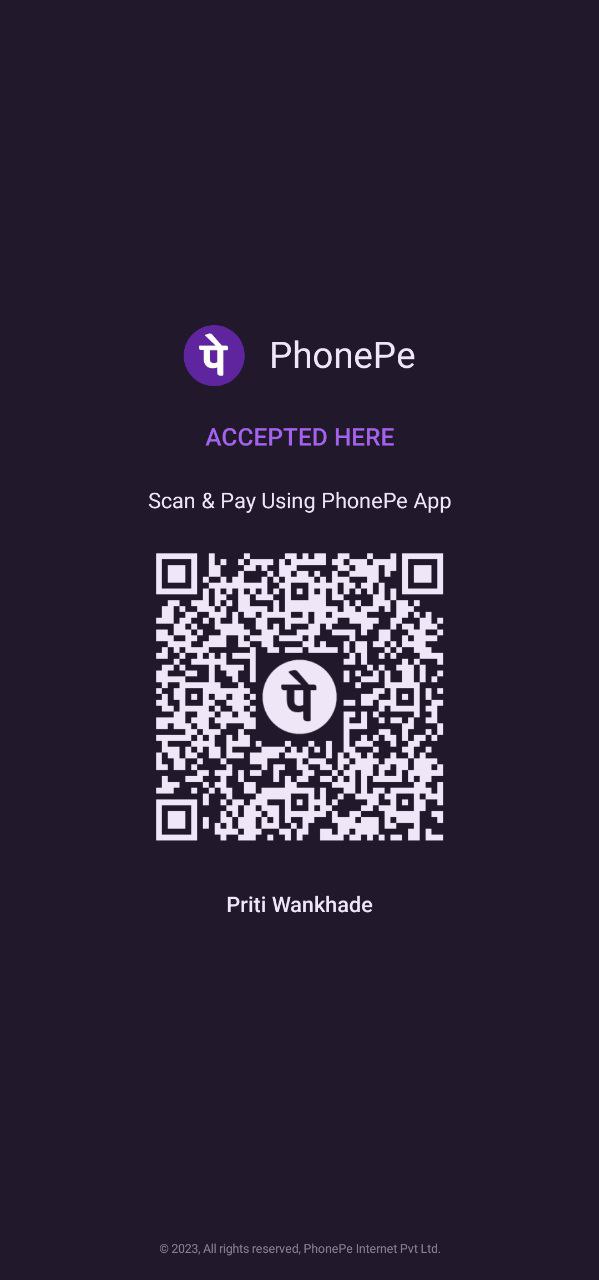 पे PhonePe
ACCEPTED HERE
Scan & Pay Using PhonePe App
पे
Priti Wankhade
© 2023, All rights reserved, PhonePe Internet Pvt Ltd.